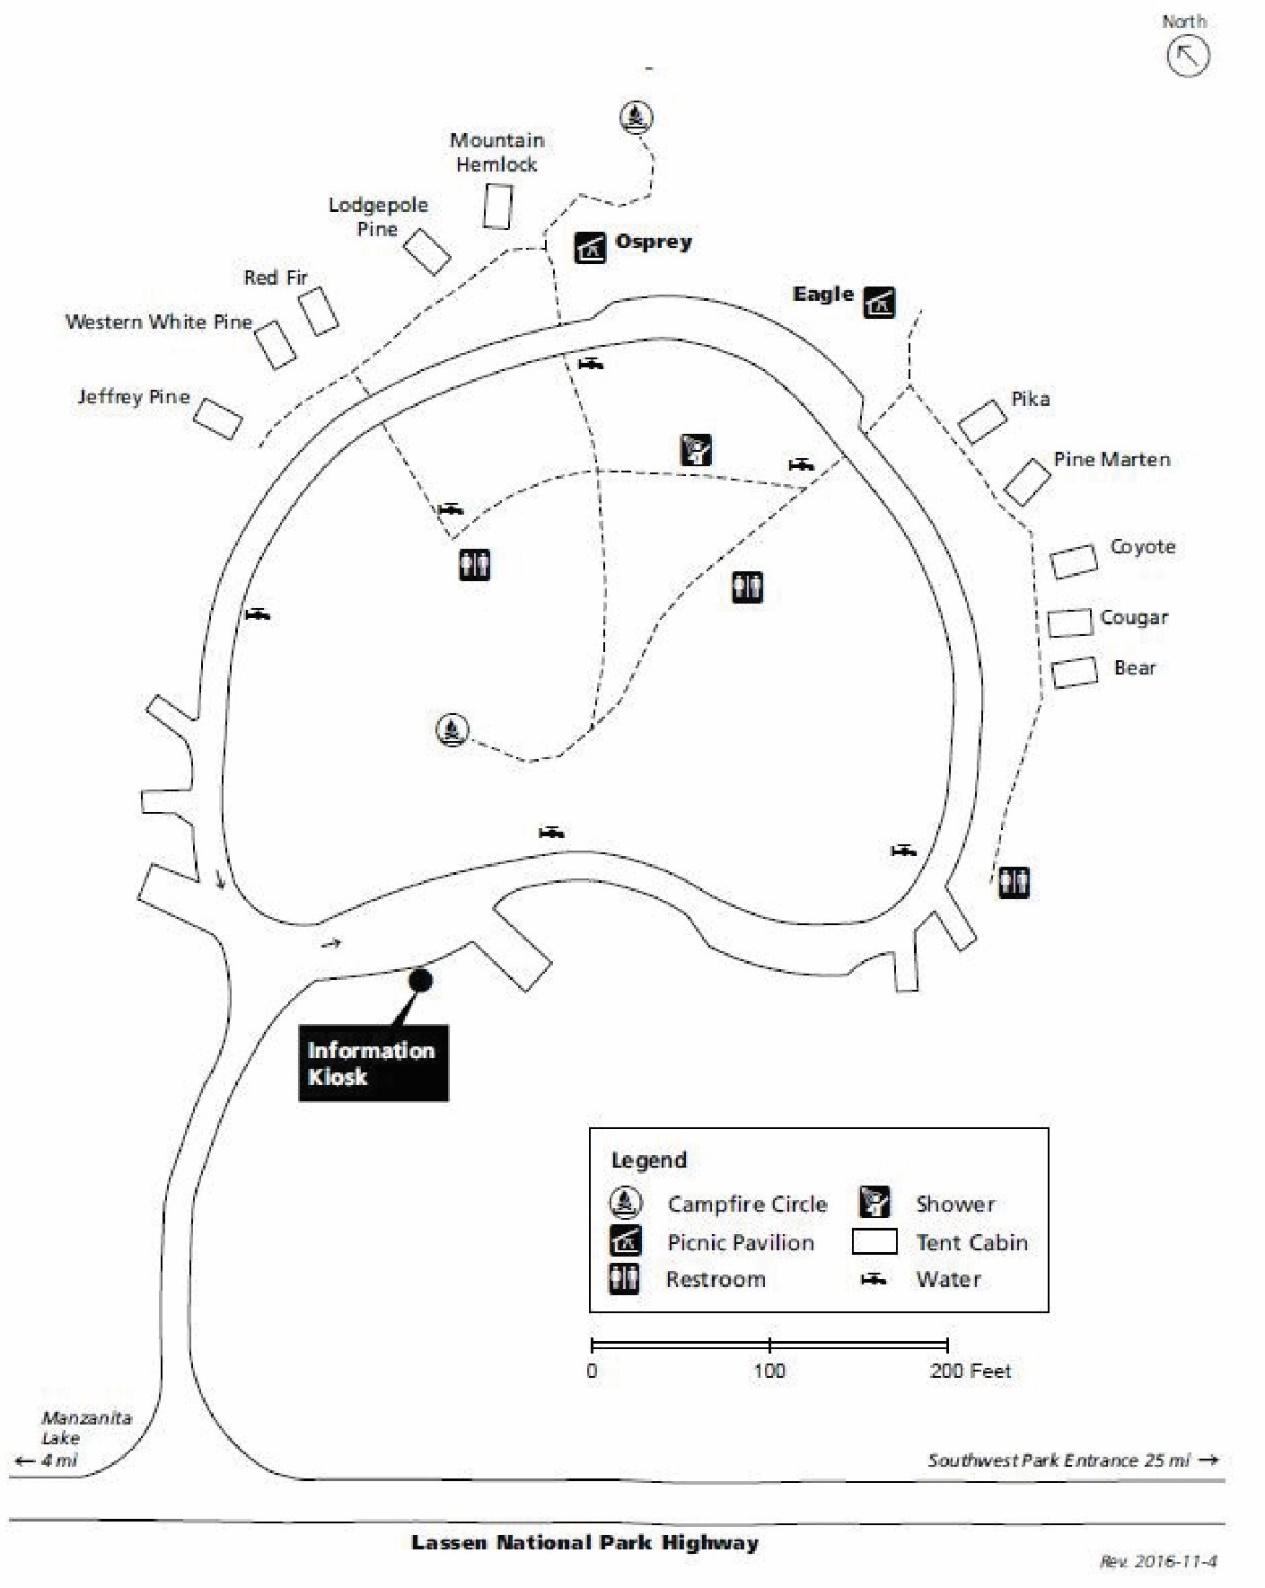 North
Mountain
Hemlock
Lodgepole
Pine
Osprey
Red Fir
Eagle
Western White Pine
Jeffrey Pine
Pika
Pine Marten
Coyote
Cougar
Bear
Information
Kiosk
Legend
Campfire Circle
Shower
Picnic Pavilion
Tent Cabin
Restroom
Water
0
100
200 Feet
Manzanita
Lake
← 4 mi
Southwest Park Entrance 25 mi →
Lassen National Park Highway
Rev. 2016-11-4